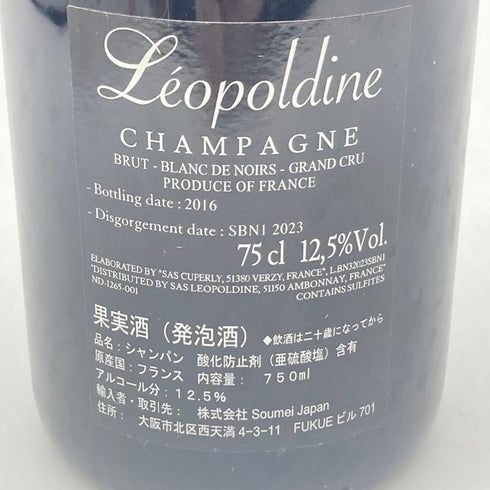 Léopoldine
CHAMPAGNE
BRUT - BLANC DE NOIRS - GRAND CRU
PRODUCE OF FRANCE
- Bottling date : 2016
- Disgorgement date : SBN1 2023
75 cl 12,5%Vol.
ELABORATED BY "SAS CUFERLY, 51380 VERZY, FRANCE", L.BN32023SBN1
"DISTRIBUTED BY SAS LEOPOLDINE, 51150 AMBONNAY, FRANCE"
ND-1265-001 CONTAINS SULFITES
果実酒（発泡酒）◆飲酒は二十歳になってから
品名：シャンパン 酸化防止剤（亜硫酸塩）含有
原産国：フランス 内容量： 750ml
アルコール分：12.5%
輸入者・取引先： 株式会社 Soumei Japan
住所： 大阪市北区西天満 4-3-11 FUKUE ビル 701